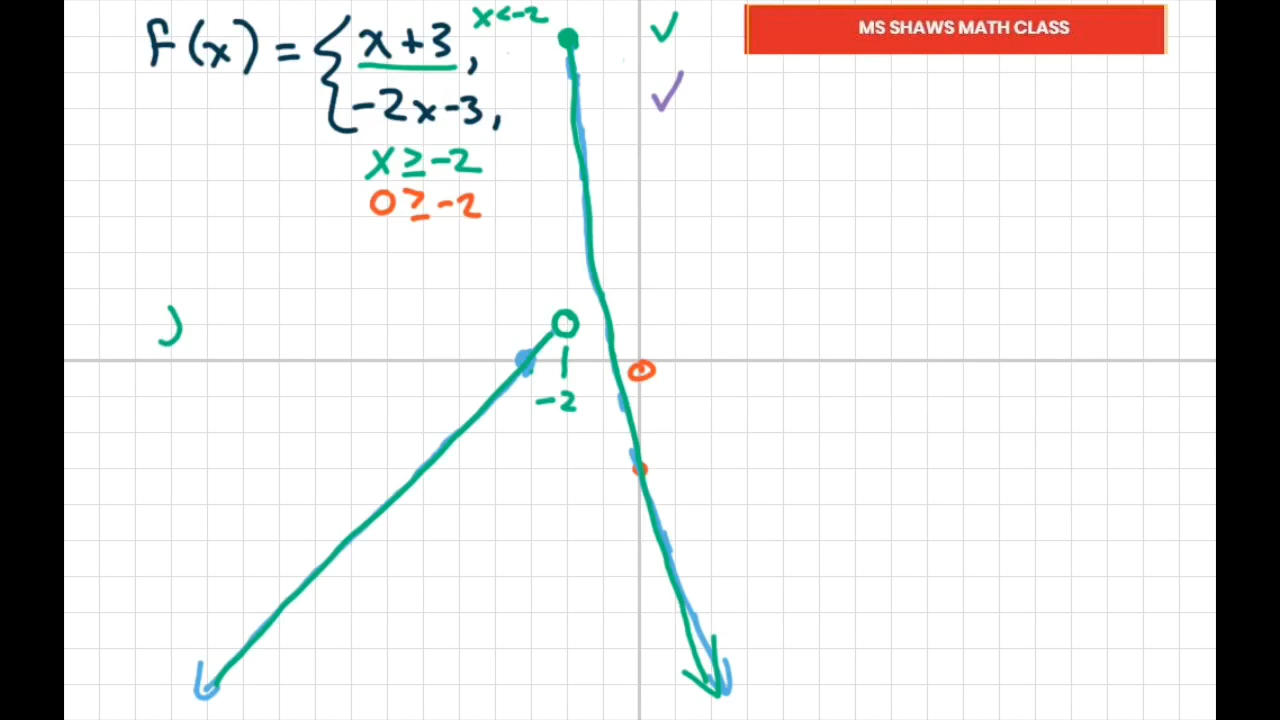 MS SHAWS MATH CLASS
x<-2
F(x) = { x+3,
-2x-3,
x ≥ -2
0 ≥ -2
-2